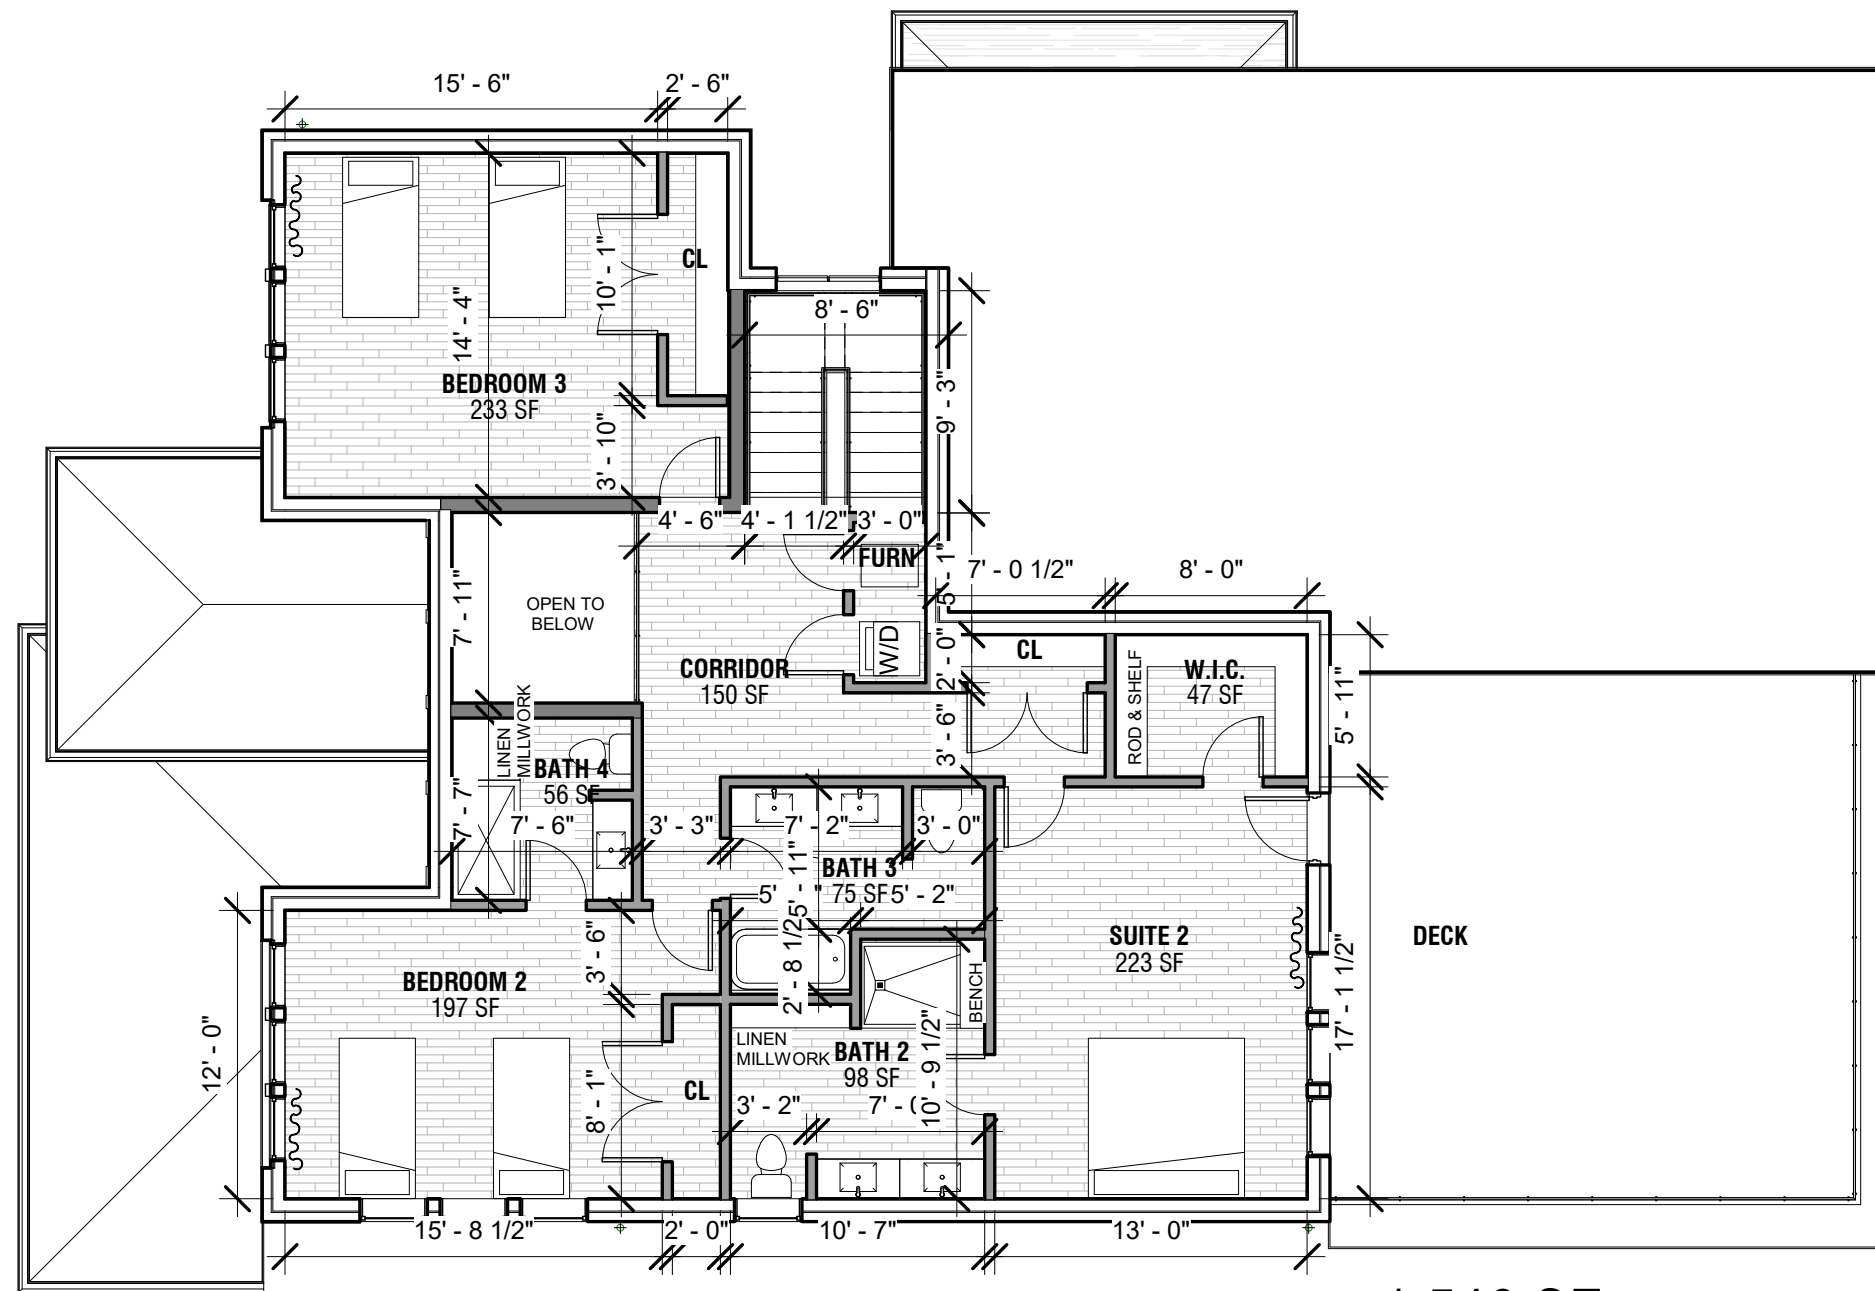 15' - 6"
2' - 6"
CL
10' - 1"
14' - 4"
8' - 6"
BEDROOM 3
233 SF
9' - 3"
3' - 10"
4' - 6"
4' - 1 1/2"
3' - 0"
FURN
5' - 1"
7' - 0 1/2"
8' - 0"
7' - 11"
OPEN TO
BELOW
W/D
2' - 0"
CL
CORRIDOR
150 SF
ROD & SHELF
W.I.C.
47 SF
5' - 11"
3' - 6"
LINEN
MILLWORK
BATH 4
56 SF
7' - 7"
7' - 6"
3' - 3"
7' - 2"
3' - 0"
5' - 11"
BATH 3
75 SF
5' - 2"
2' - 8 1/2"
3' - 6"
BEDROOM 2
197 SF
BENCH
SUITE 2
223 SF
DECK
17' - 1 1/2"
12' - 0"
8' - 1"
CL
LINEN
MILLWORK
BATH 2
98 SF
10' - 9 1/2"
3' - 2"
15' - 8 1/2"
2' - 0"
10' - 7"
13' - 0"